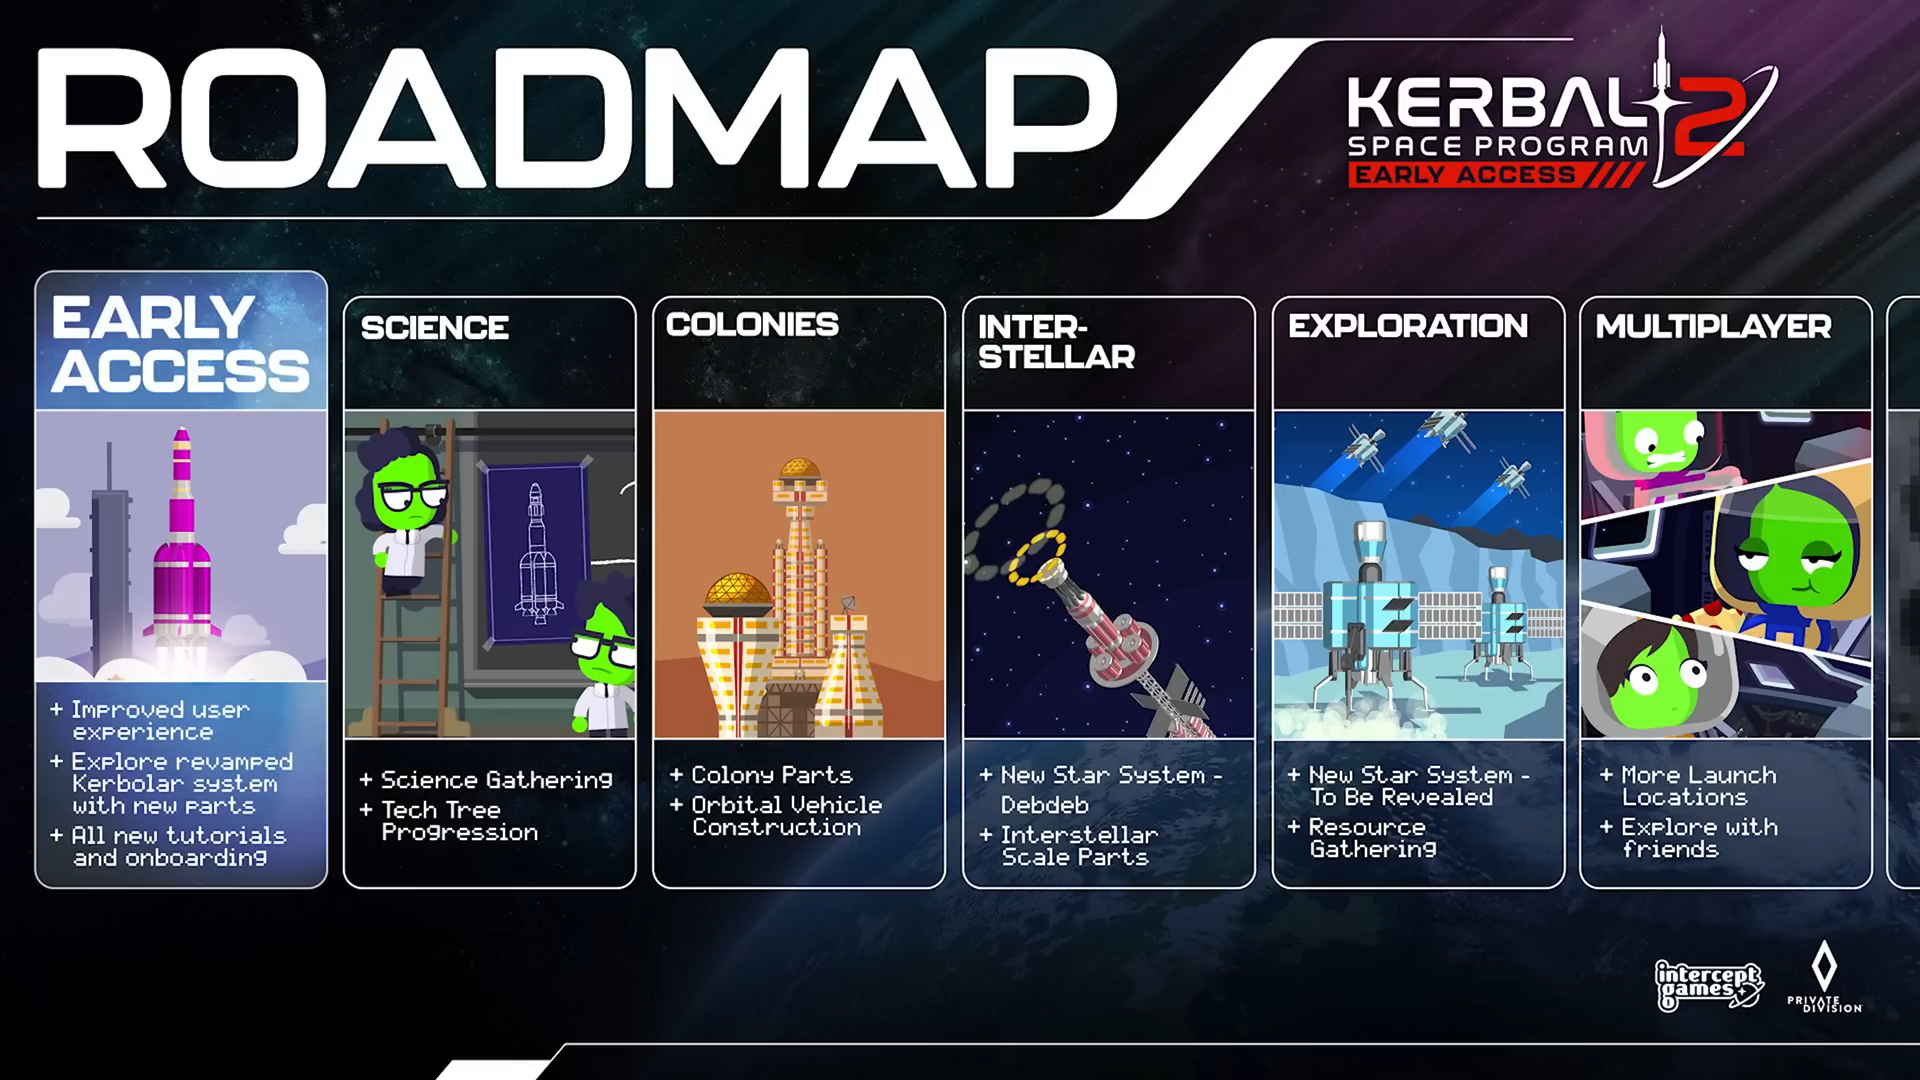 ROADMAP
KERBAL 2
SPACE PROGRAM
EARLY ACCESS
EARLY
ACCESS
+ Improved user
experience
+ Explore revamped
Kerbolar system
with new parts
+ All new tutorials
and onboarding
SCIENCE
+ Science Gathering
+ Tech Tree
Progression
COLONIES
+ Colony Parts
+ Orbital Vehicle
Construction
INTER-
STELLAR
+ New Star System -
Debdeb
+ Interstellar
Scale Parts
EXPLORATION
+ New Star System -
To Be Revealed
+ Resource
Gathering
MULTIPLAYER
+ More Launch
Locations
+ Explore with
friends
intercept
games
PRIVATE
DIVISION